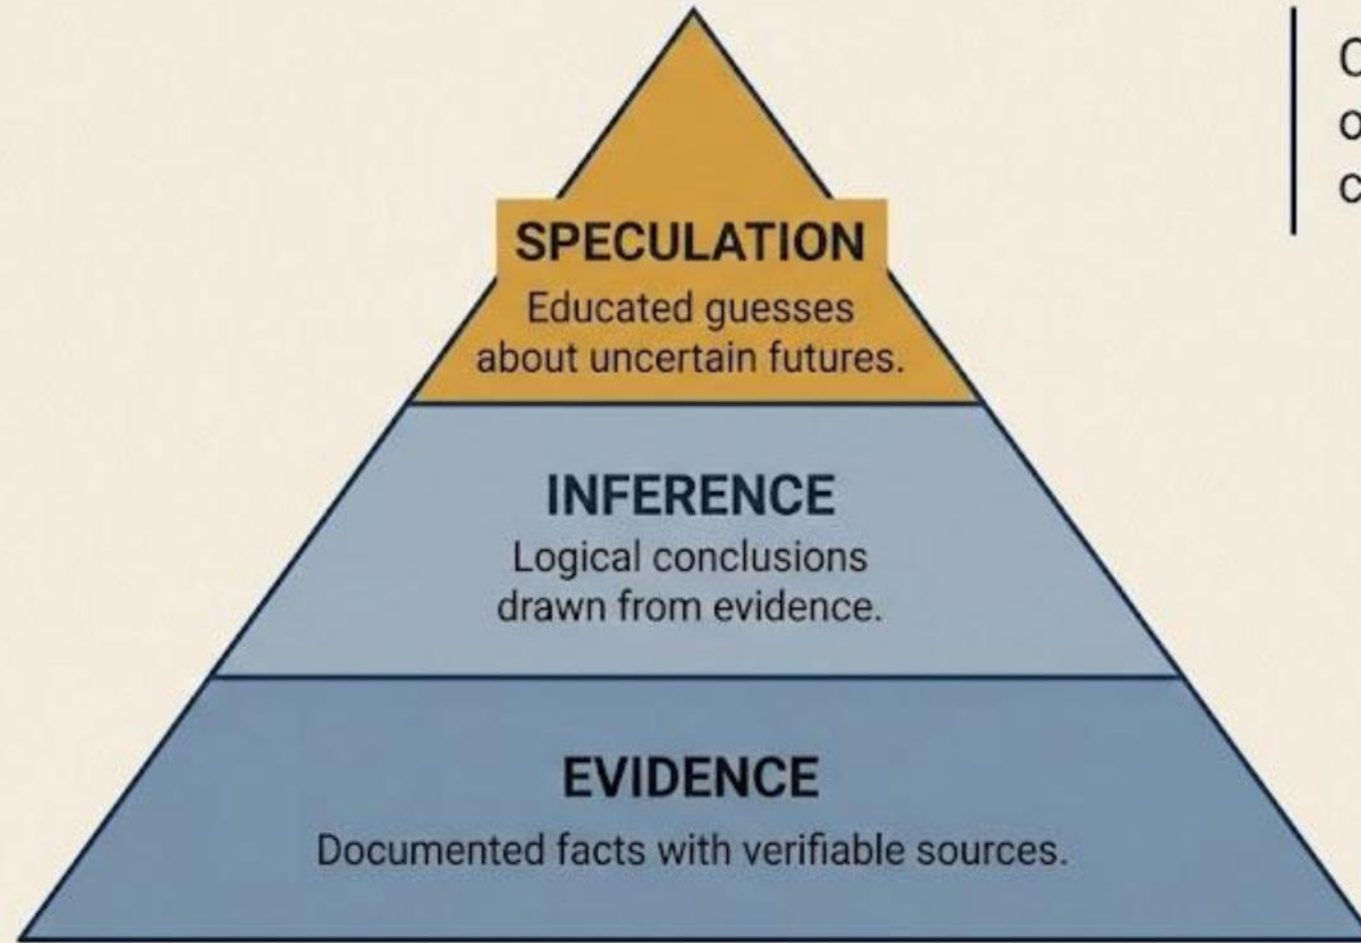 SPECULATION
Educated guesses
about uncertain futures.
INFERENCE
Logical conclusions
drawn from evidence.
EVIDENCE
Documented facts with verifiable sources.